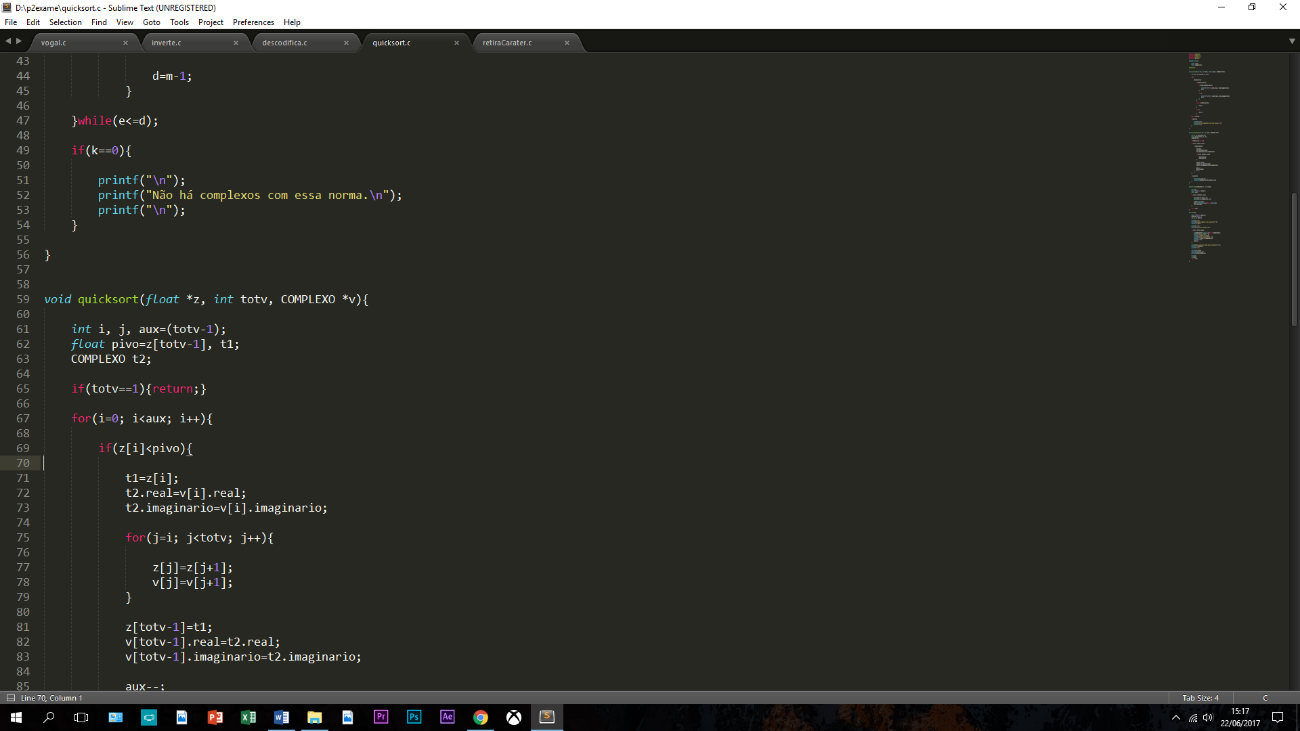 D:\p2exame\quicksort.c - Sublime Text (UNREGISTERED)
File Edit Selection Find View Goto Tools Project Preferences Help
vogal.c × inverte.c × descodifica.c × quicksort.c × retiraCarater.c ×
43
44 d=m-1;
45 }
46
47 }while(e<=d);
48
49 if(k==0){
50
51 printf("\n");
52 printf("Não há complexos com essa norma.\n");
53 printf("\n");
54 }
55
56 }
57
58
59 void quicksort(float *z, int totv, COMPLEXO *v){
60
61 int i, j, aux=(totv-1);
62 float pivo=z[totv-1], t1;
63 COMPLEXO t2;
64
65 if(totv==1){return;}
66
67 for(i=0; i<aux; i++){
68
69 if(z[i]<pivo){
70
71 t1=z[i];
72 t2.real=v[i].real;
73 t2.imaginario=v[i].imaginario;
74
75 for(j=i; j<totv; j++){
76
77 z[j]=z[j+1];
78 v[j]=v[j+1];
79 }
80
81 z[totv-1]=t1;
82 v[totv-1].real=t2.real;
83 v[totv-1].imaginario=t2.imaginario;
84
85 aux--;
Line 70, Column 1 Tab Size: 4 C
15:17
22/06/2017